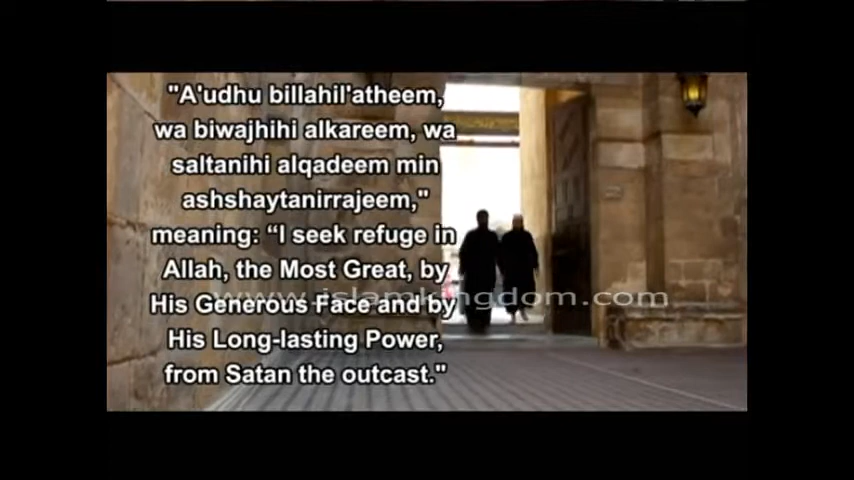 "A'udhu billahil'atheem,
wa biwajhihi alkareem, wa
saltanihi alqadeem min
ashshaytanirrajeem,"
meaning: “I seek refuge in
Allah, the Most Great, by
His Generous Face and by
His Long-lasting Power,
from Satan the outcast."
www.islamkingdom.com